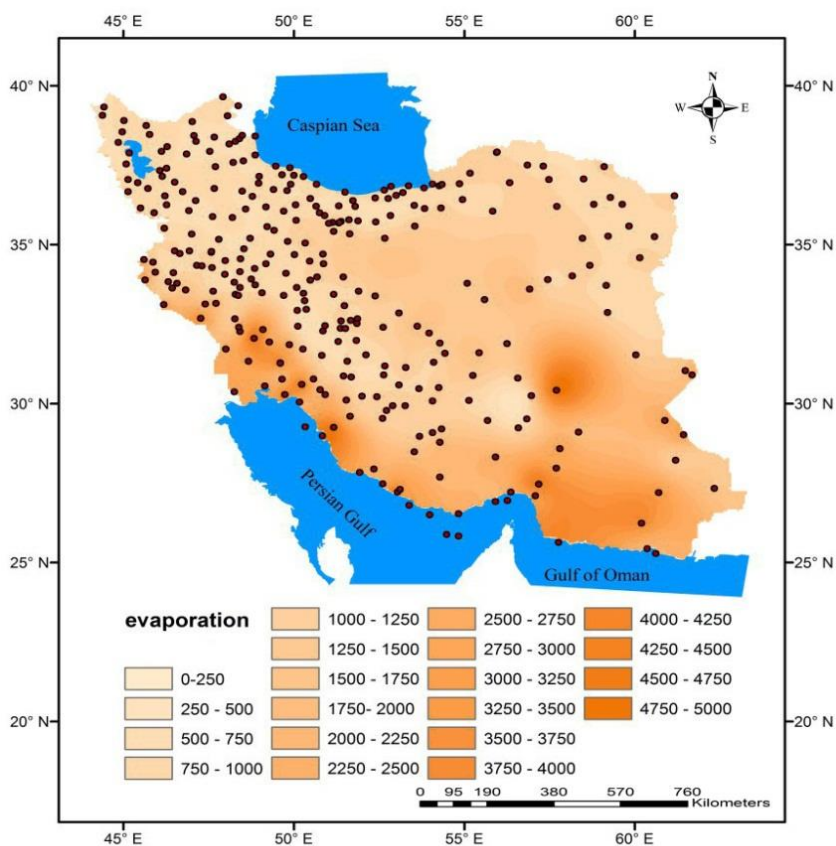 45° E 50° E 55° E 60° E
40° N 40° N
N
W E
S
Caspian Sea
35° N 35° N
30° N 30° N
Persian Gulf
25° N 25° N
Gulf of Oman
evaporation
0-250
250 - 500
500 - 750
750 - 1000
1000 - 1250
1250 - 1500
1500 - 1750
1750- 2000
2000 - 2250
2250 - 2500
2500 - 2750
2750 - 3000
3000 - 3250
3250 - 3500
3500 - 3750
3750 - 4000
4000 - 4250
4250 - 4500
4500 - 4750
4750 - 5000
20° N 20° N
0 95 190 380 570 760
Kilometers
45° E 50° E 55° E 60° E